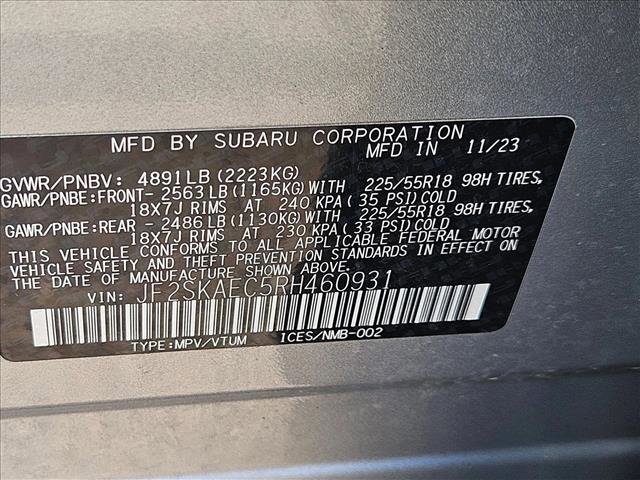 MFD BY SUBARU CORPORATION
MFD IN 11/23
GVWR/PNBV: 4891LB (2223KG)
GAWR/PNBE:FRONT- 2563LB(1165KG)WITH 225/55R18 98H TIRES,
18X7J RIMS AT 240 KPA(35 PSI)COLD
GAWR/PNBE:REAR - 2486LB(1130KG)WITH 225/55R18 98H TIRES,
18X7J RIMS AT 230 KPA(33 PSI)COLD
THIS VEHICLE CONFORMS TO ALL APPLICABLE FEDERAL MOTOR
VEHICLE SAFETY AND THEFT PREVENTION STANDARDS IN EFFECT ON
THE DATE OF MANUFACTURE SHOWN ABOVE.
VIN: JF2SKAEC5RH460931
TYPE:MPV/VTUM ICES/NMB-002